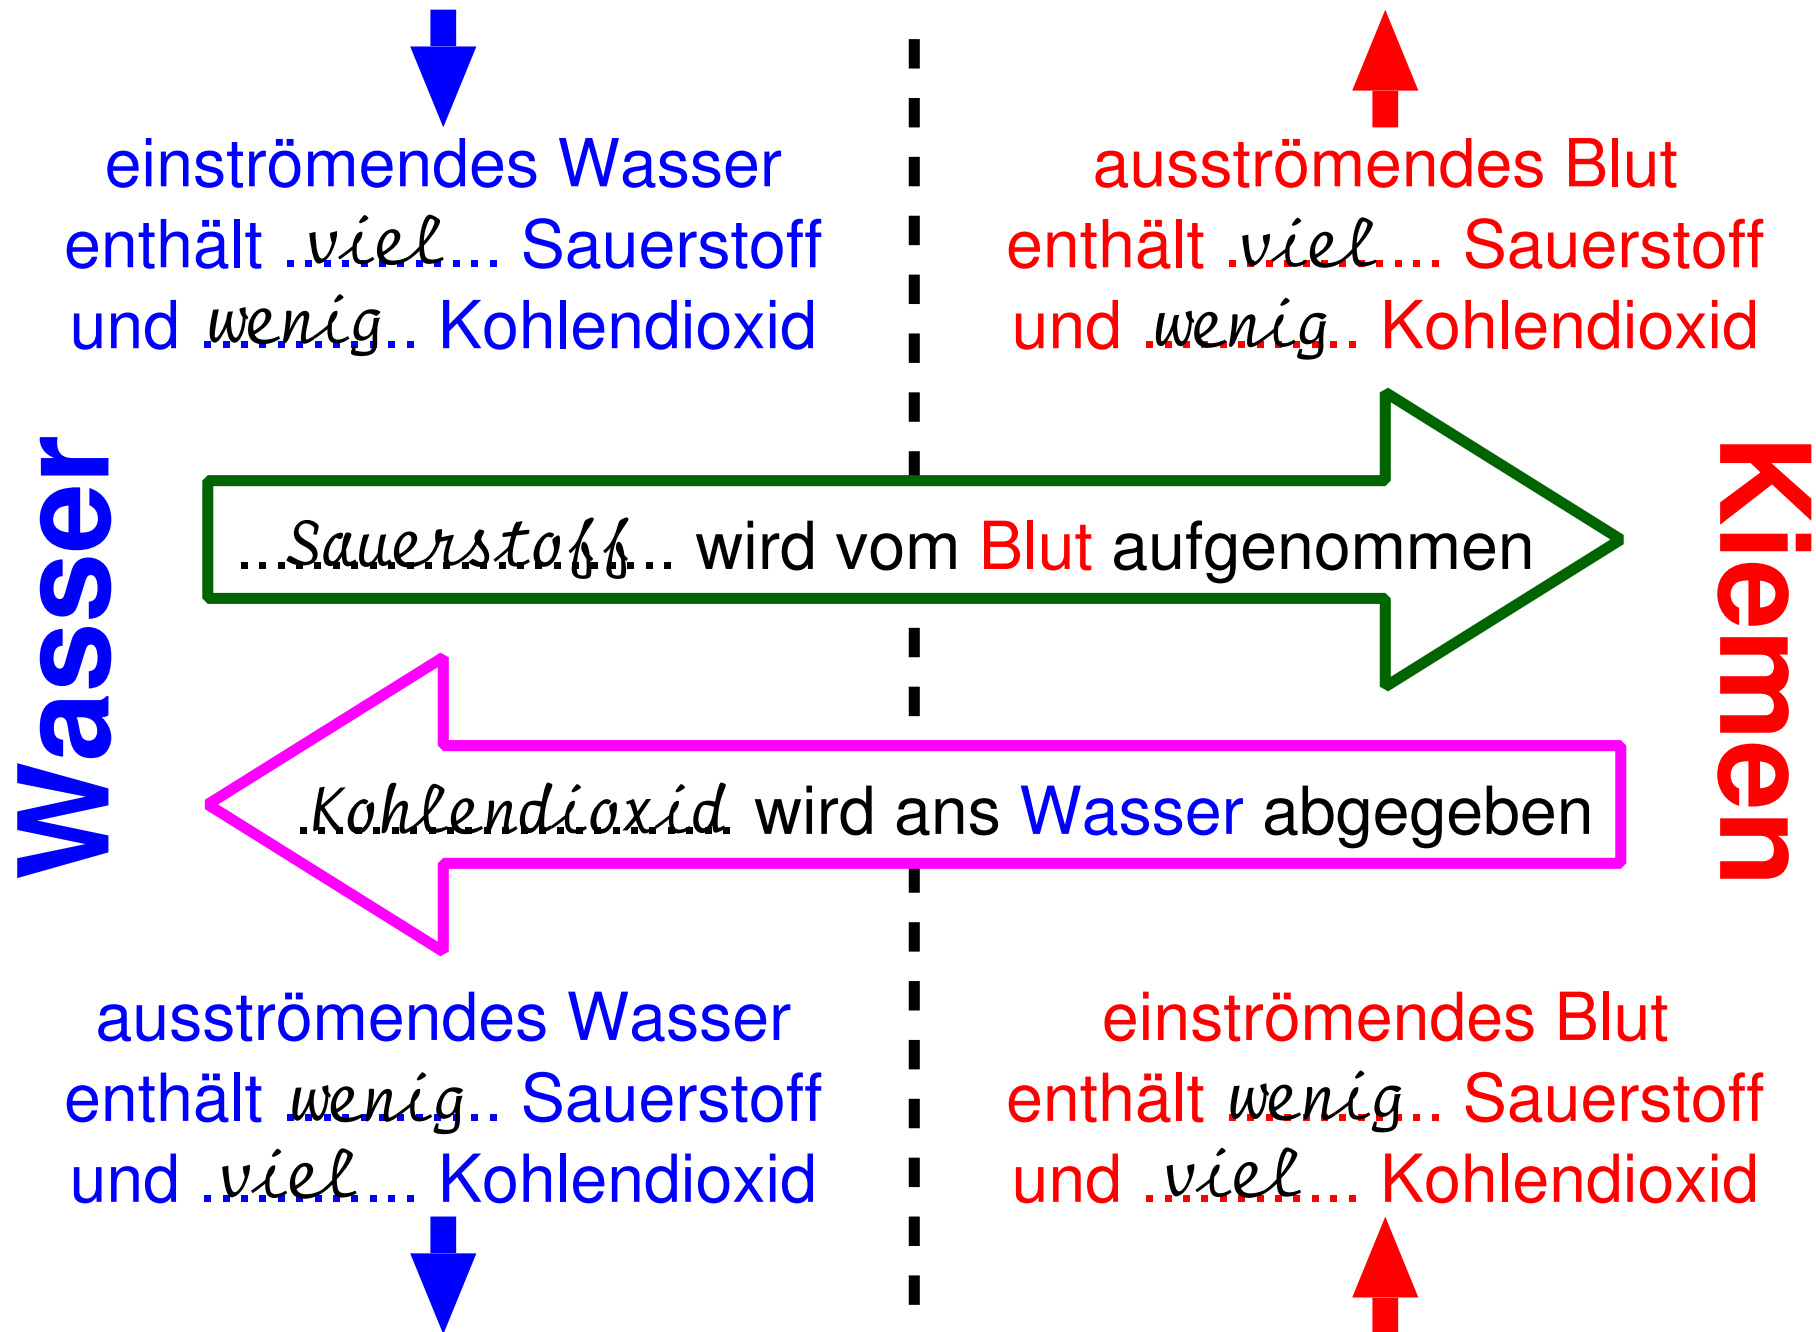 einströmendes Wasser
enthält viel Sauerstoff
und wenig Kohlendioxid
ausströmendes Blut
enthält viel Sauerstoff
und wenig Kohlendioxid
Wasser
Sauerstoff wird vom Blut aufgenommen
Kohlendioxid wird ans Wasser abgegeben
Kiemen
ausströmendes Wasser
enthält wenig Sauerstoff
und viel Kohlendioxid
einströmendes Blut
enthält wenig Sauerstoff
und viel Kohlendioxid